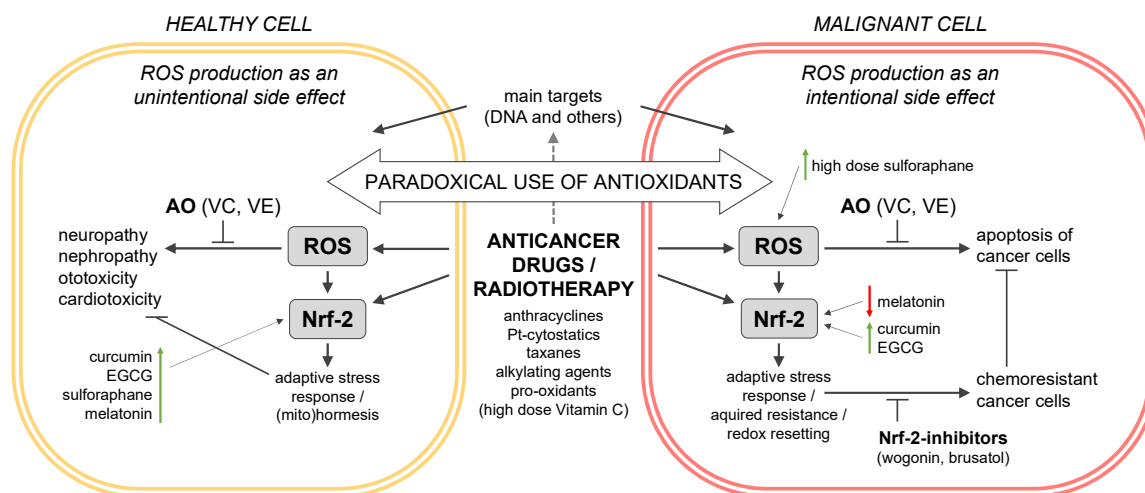 HEALTHY CELL
MALIGNANT CELL
ROS production as an
unintentional side effect
ROS production as an
intentional side effect
main targets
(DNA and others)
PARADOXICAL USE OF ANTIOXIDANTS
high dose sulforaphane
AO (VC, VE)
neuropathy
nephropathy
ototoxicity
cardiotoxicity
ROS
Nrf-2
curcumin
EGCG
sulforaphane
melatonin
adaptive stress
response /
(mito)hormesis
ANTICANCER
DRUGS /
RADIOTHERAPY
anthracyclines
Pt-cytostatics
taxanes
alkylating agents
pro-oxidants
(high dose Vitamin C)
AO (VC, VE)
ROS
apoptosis of
cancer cells
Nrf-2
melatonin
curcumin
EGCG
adaptive stress
response /
aquired resistance /
redox resetting
chemoresistant
cancer cells
Nrf-2-inhibitors
(wogonin, brusatol)